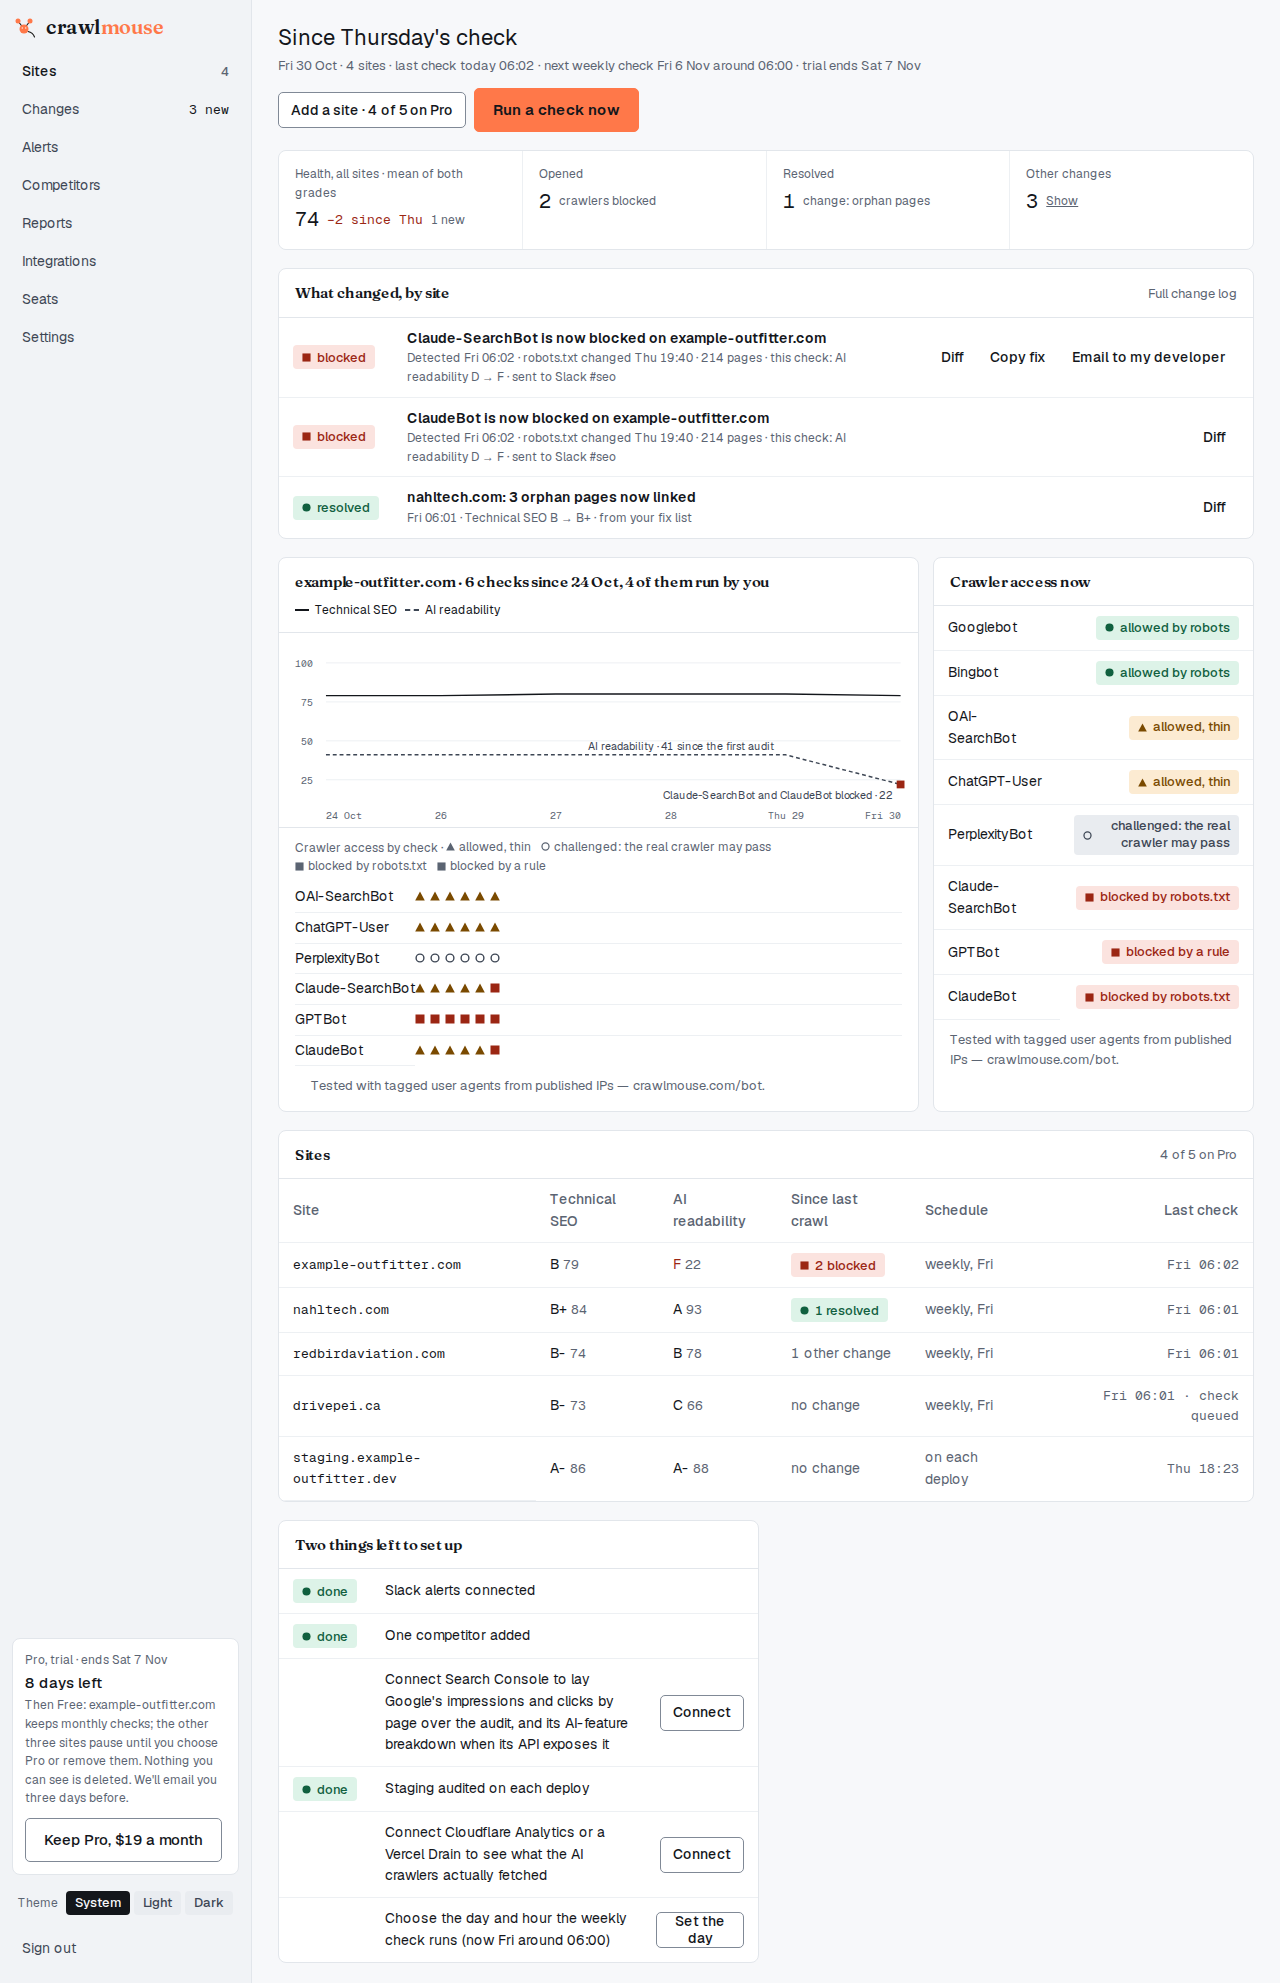 crawlmouse
Sites 4
Changes 3 new
Alerts
Competitors
Reports
Integrations
Seats
Settings
Pro, trial · ends Sat 7 Nov
8 days left
Then Free: example-outfitter.com
keeps monthly checks; the other
three sites pause until you choose
Pro or remove them. Nothing you
can see is deleted. We'll email you
three days before.
Keep Pro, $19 a month
Theme System Light Dark
Sign out
Since Thursday's check
Fri 30 Oct · 4 sites · last check today 06:02 · next weekly check Fri 6 Nov around 06:00 · trial ends Sat 7 Nov
Add a site · 4 of 5 on Pro
Run a check now
Health, all sites · mean of both
grades
74 −2 since Thu 1 new
Opened
2 crawlers blocked
Resolved
1 change: orphan pages
Other changes
3 Show
What changed, by site
Full change log
blocked
Claude-SearchBot is now blocked on example-outfitter.com
Detected Fri 06:02 · robots.txt changed Thu 19:40 · 214 pages · this check: AI
readability D → F · sent to Slack #seo
Diff Copy fix Email to my developer
blocked
ClaudeBot is now blocked on example-outfitter.com
Detected Fri 06:02 · robots.txt changed Thu 19:40 · 214 pages · this check: AI
readability D → F · sent to Slack #seo
Diff
resolved
nahltech.com: 3 orphan pages now linked
Fri 06:01 · Technical SEO B → B+ · from your fix list
Diff
example-outfitter.com · 6 checks since 24 Oct, 4 of them run by you
Technical SEO AI readability
100
75
50
25
AI readability · 41 since the first audit
Claude-SearchBot and ClaudeBot blocked · 22
24 Oct 26 27 28 Thu 29 Fri 30
Crawler access by check · allowed, thin challenged: the real crawler may pass
blocked by robots.txt blocked by a rule
OAI-SearchBot
ChatGPT-User
PerplexityBot
Claude-SearchBot
GPTBot
ClaudeBot
Tested with tagged user agents from published IPs — crawlmouse.com/bot.
Crawler access now
Googlebot allowed by robots
Bingbot allowed by robots
OAI-
SearchBot
allowed, thin
ChatGPT-User allowed, thin
PerplexityBot
challenged: the real
crawler may pass
Claude-
SearchBot
blocked by robots.txt
GPTBot blocked by a rule
ClaudeBot blocked by robots.txt
Tested with tagged user agents from published
IPs — crawlmouse.com/bot.
Sites
4 of 5 on Pro
Site
Technical
SEO
AI
readability
Since last
crawl
Schedule
Last check
example-outfitter.com B 79 F 22 2 blocked weekly, Fri Fri 06:02
nahltech.com B+ 84 A 93 1 resolved weekly, Fri Fri 06:01
redbirdaviation.com B- 74 B 78 1 other change weekly, Fri Fri 06:01
drivepei.ca B- 73 C 66 no change weekly, Fri
Fri 06:01 · check
queued
staging.example-
outfitter.dev
A- 86 A- 88 no change
on each
deploy
Thu 18:23
Two things left to set up
done Slack alerts connected
done One competitor added
Connect Search Console to lay
Google's impressions and clicks by
page over the audit, and its AI-feature
breakdown when its API exposes it
Connect
done Staging audited on each deploy
Connect Cloudflare Analytics or a
Vercel Drain to see what the AI
crawlers actually fetched
Connect
Choose the day and hour the weekly
check runs (now Fri around 06:00)
Set the
day